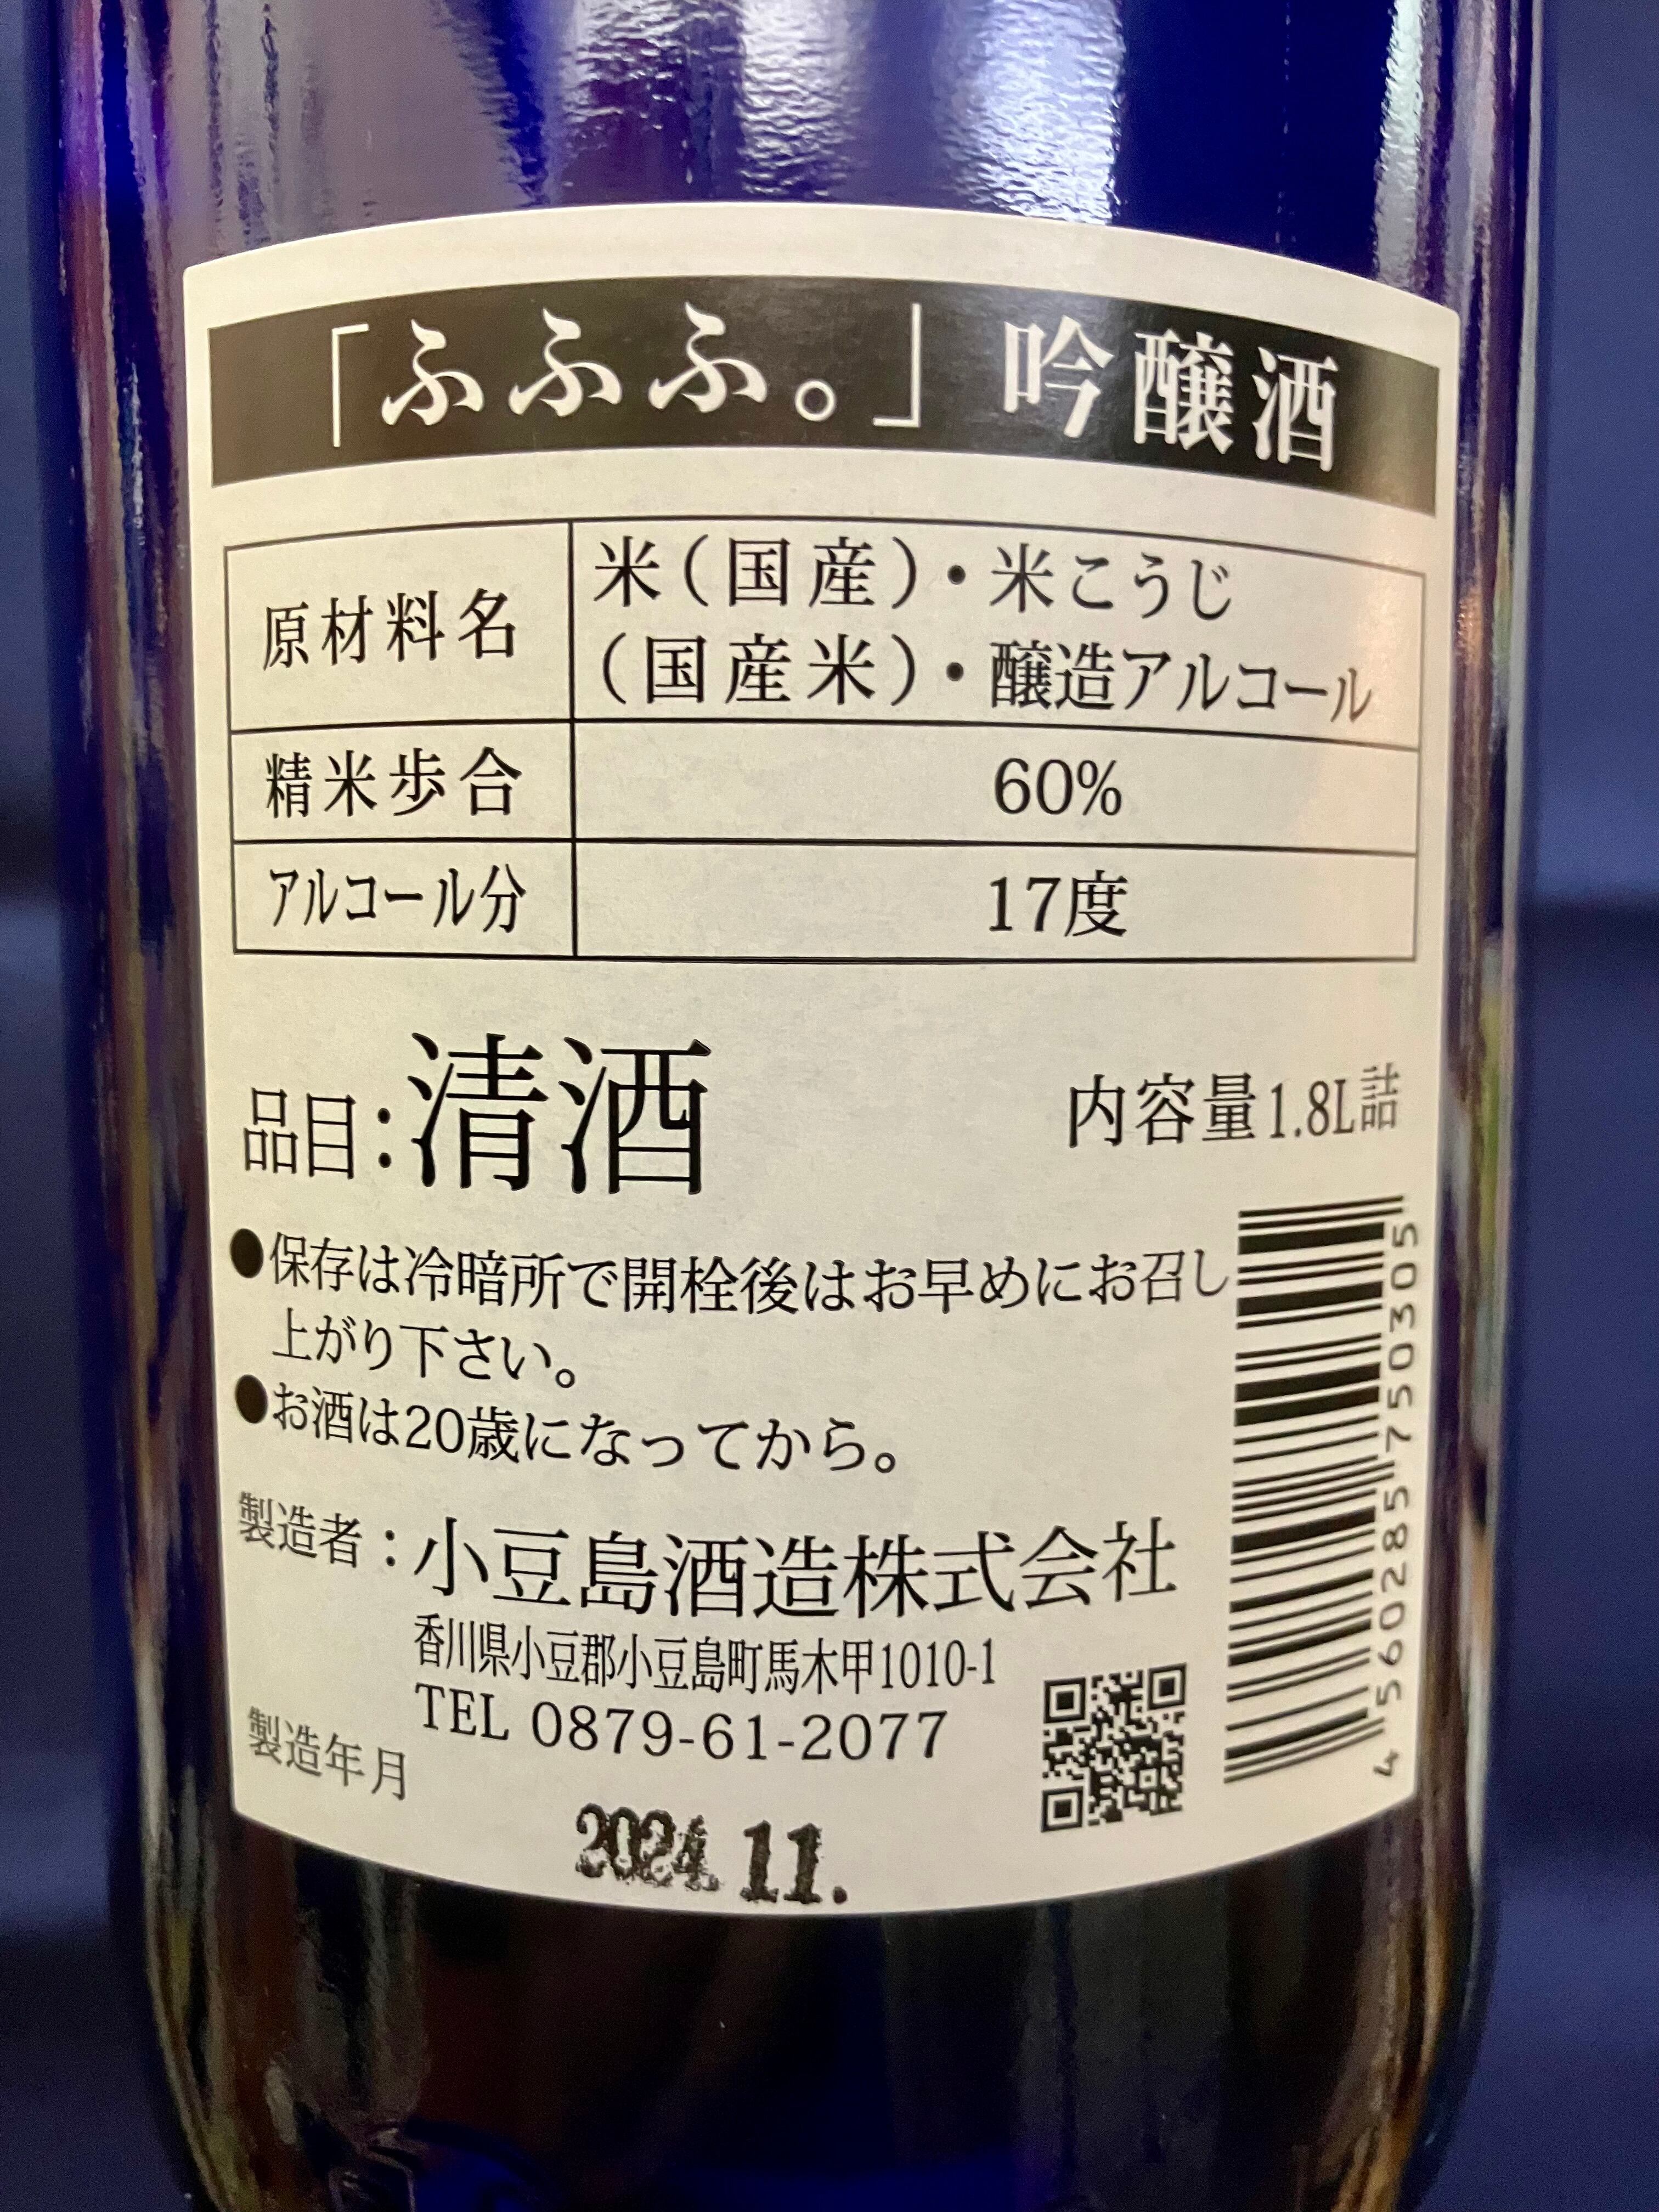 「ふふふ。」吟醸酒
原材料名
米(国産)・米こうじ
(国産米)・醸造アルコール
精米歩合 60%
アルコール分 17度
品目:清酒
内容量1.8L詰
●保存は冷暗所で開栓後はお早めにお召し
上がり下さい。
●お酒は20歳になってから。
製造者:小豆島酒造株式会社
香川県小豆郡小豆島町馬木甲1010-1
TEL 0879-61-2077
製造年月
2024.11.
4560285750305